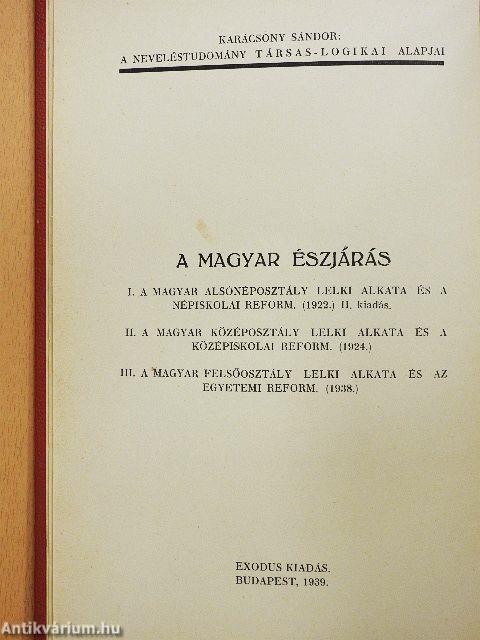 KARÁCSONY SÁNDOR:
A NEVELÉSTUDOMÁNY TÁRSAS-LOGIKAI ALAPJAI
A MAGYAR ÉSZJÁRÁS
I. A MAGYAR ALSÓNÉPOSZTÁLY LELKI ALKATA ÉS A
NÉPISKOLAI REFORM. (1922.) II. kiadás.
II. A MAGYAR KÖZÉPOSZTÁLY LELKI ALKATA ÉS A
KÖZÉPISKOLAI REFORM. (1924.)
III. A MAGYAR FELSŐOSZTÁLY LELKI ALKATA ÉS AZ
EGYETEMI REFORM. (1938.)
EXODUS KIADÁS.
BUDAPEST, 1939.
Antikvárium.hu